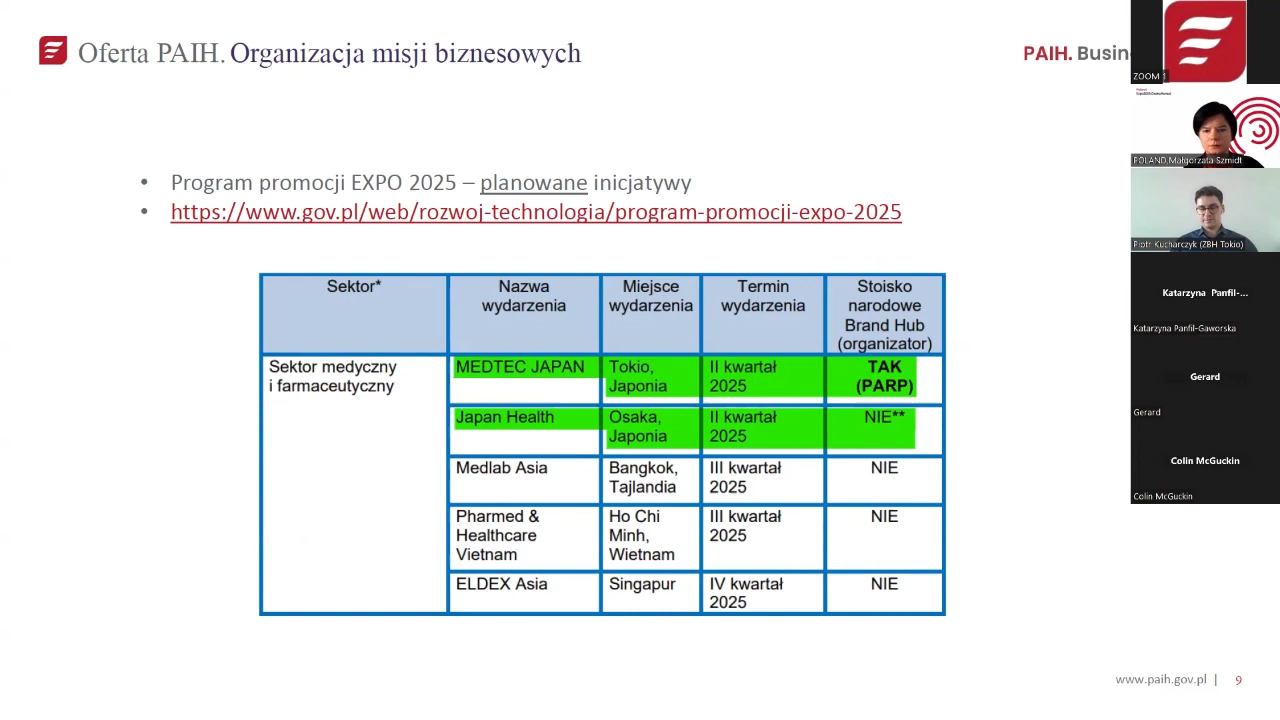 Oferta PAIH. Organizacja misji biznesowych
PAIH. Busin
• Program promocji EXPO 2025 – planowane inicjatywy
• https://www.gov.pl/web/rozwoj-technologia/program-promocji-expo-2025
Sektor*
Nazwa
wydarzenia
Miejsce
wydarzenia
Termin
wydarzenia
Stoisko
narodowe
Brand Hub
(organizator)
Sektor medyczny
i farmaceutyczny
MEDTEC JAPAN
Tokio,
Japonia
II kwartał
2025
TAK
(PARP)
Japan Health
Osaka,
Japonia
II kwartał
2025
NIE**
Medlab Asia
Bangkok,
Tajlandia
III kwartał
2025
NIE
Pharmed &
Healthcare
Vietnam
Ho Chi
Minh,
Wietnam
III kwartał
2025
NIE
ELDEX Asia
Singapur
IV kwartał
2025
NIE
www.paih.gov.pl | 9
ZOOM 1
POLAND Małgorzata Szmidt
Piotr Kucharczyk (ZBH Tokio)
Katarzyna Panfil-...
Katarzyna Panfil-Gaworska
Gerard
Gerard
Colin McGuckin
Colin McGuckin